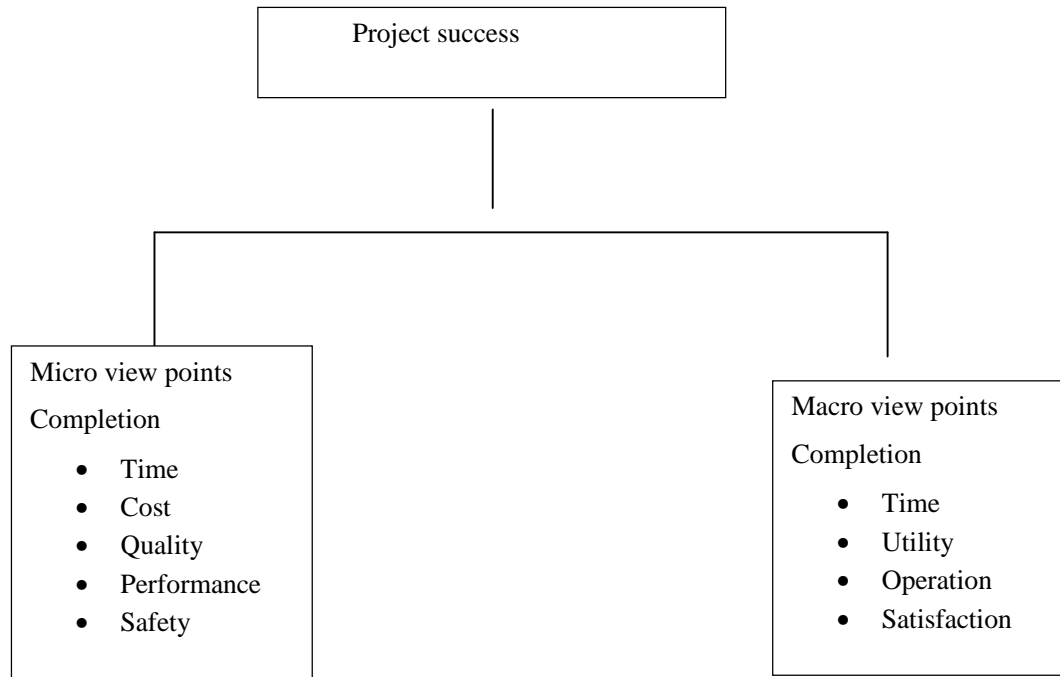 Project success
Micro view points
Completion
• Time
• Cost
• Quality
• Performance
• Safety
Macro view points
Completion
• Time
• Utility
• Operation
• Satisfaction